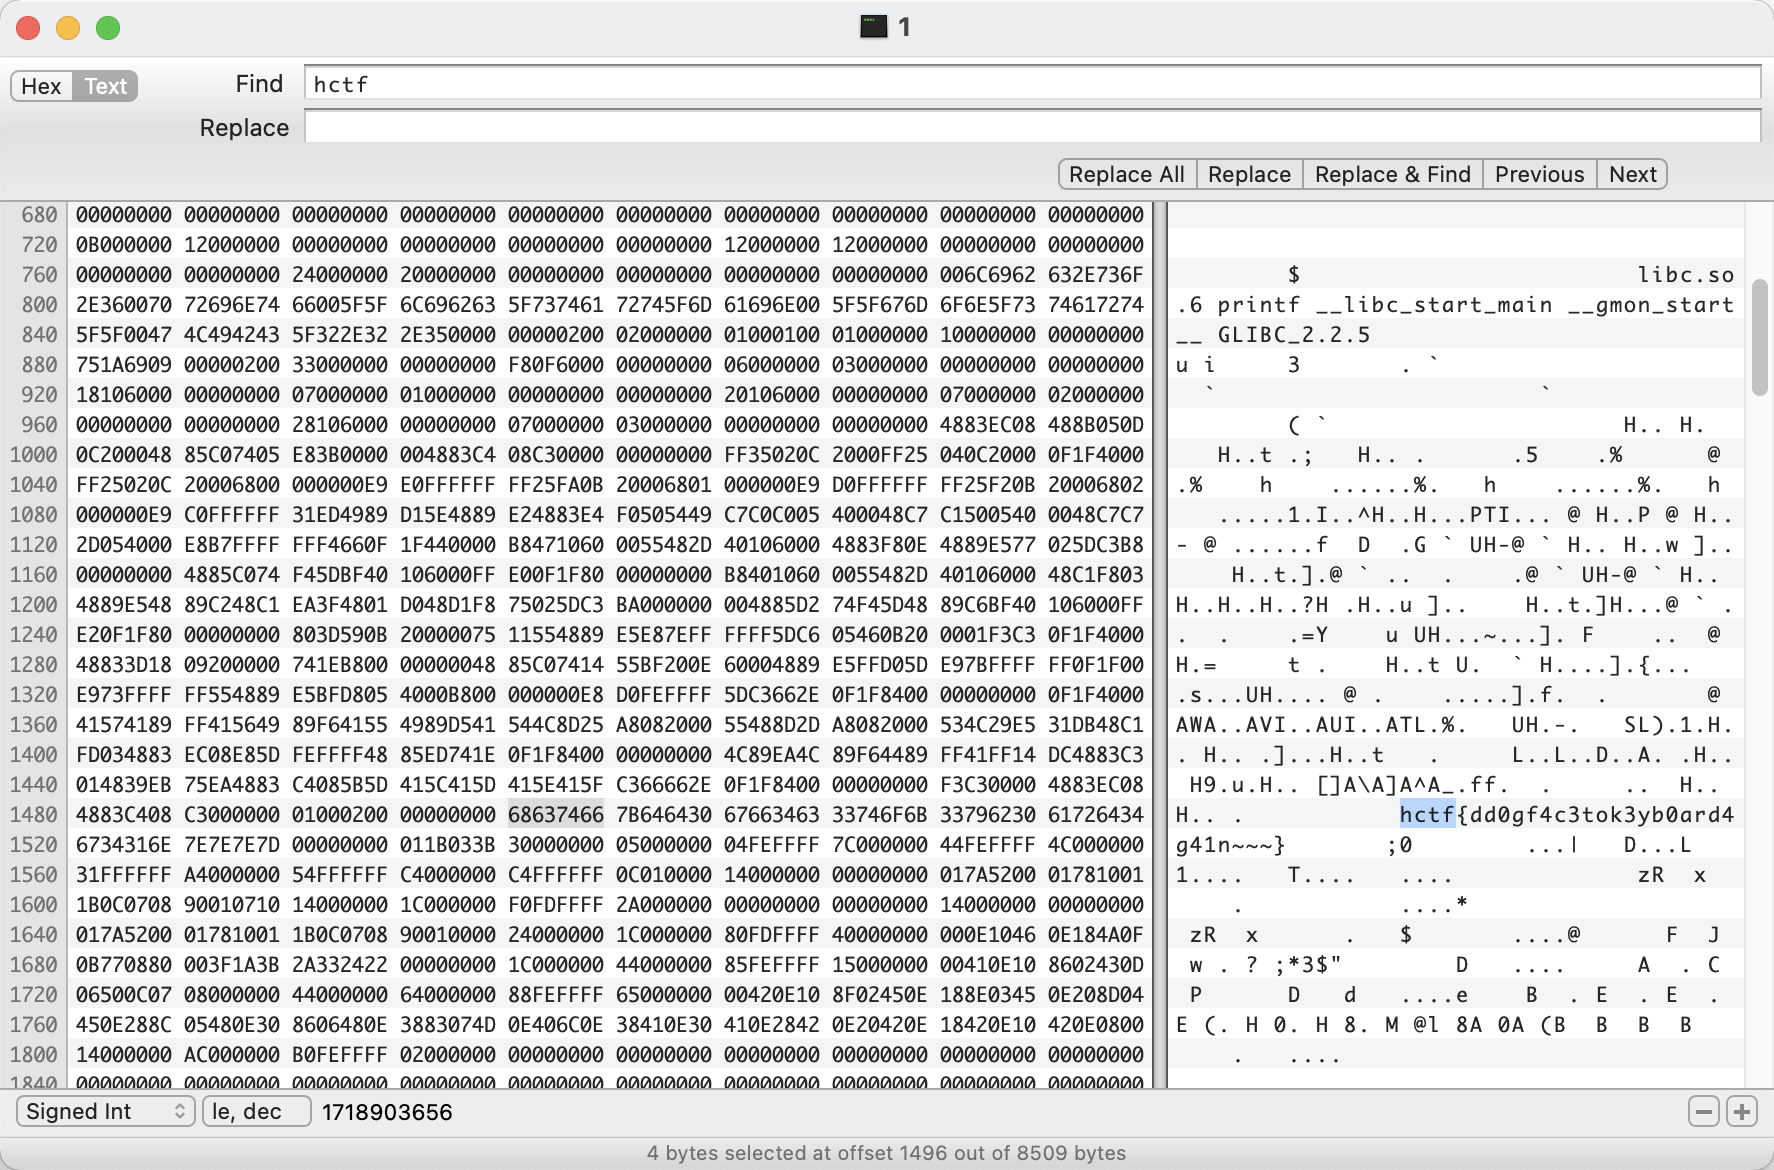 1
Hex Text Find hctf
Replace
Replace All Replace Replace & Find Previous Next
680 00000000 00000000 00000000 00000000 00000000 00000000 00000000 00000000 00000000 00000000
720 0B000000 12000000 00000000 00000000 00000000 00000000 12000000 12000000 00000000 00000000
760 00000000 00000000 24000000 20000000 00000000 00000000 00000000 00000000 006C6962 632E736F $ libc.so
800 2E360070 72696E74 66005F5F 6C696263 5F737461 72745F6D 61696E00 5F5F676D 6F6E5F73 74617274 .6 printf __libc_start_main __gmon_start
840 5F5F0047 4C494243 5F322E32 2E350000 00000200 02000000 01000100 01000000 10000000 00000000 __ GLIBC_2.2.5
880 751A6909 00000200 33000000 00000000 F80F6000 00000000 06000000 03000000 00000000 00000000 u i 3 . `
920 18106000 00000000 07000000 01000000 00000000 00000000 20106000 00000000 07000000 02000000 ` `
960 00000000 00000000 28106000 00000000 07000000 03000000 00000000 00000000 4883EC08 488B050D ( ` H.. H.
1000 0C200048 85C07405 E83B0000 004883C4 08C30000 00000000 FF35020C 2000FF25 040C2000 0F1F4000 H..t .; H.. . .5 .% @
1040 FF25020C 20006800 000000E9 E0FFFFFF FF25FA0B 20006801 000000E9 D0FFFFFF FF25F20B 20006802 .% h ......%. h ......%. h
1080 000000E9 C0FFFFFF 31ED4989 D15E4889 E24883E4 F0505449 C7C0C005 400048C7 C1500540 0048C7C7 .....1.I..^H..H...PTI... @ H..P @ H..
1120 2D054000 E8B7FFFF FFF4660F 1F440000 B8471060 0055482D 40106000 4883F80E 4889E577 025DC3B8 - @ ......f D .G ` UH-@ ` H.. H..w ]..
1160 00000000 4885C074 F45DBF40 106000FF E00F1F80 00000000 B8401060 0055482D 40106000 48C1F803 H..t.].@ ` .. . .@ ` UH-@ ` H..
1200 4889E548 89C248C1 EA3F4801 D048D1F8 75025DC3 BA000000 004885D2 74F45D48 89C6BF40 106000FF H..H..H..?H .H..u ].. H..t.]H...@ ` .
1240 E20F1F80 00000000 803D590B 20000075 11554889 E5E87EFF FFFF5DC6 05460B20 0001F3C3 0F1F4000 . . .=Y u UH...~...]. F .. @
1280 48833D18 09200000 741EB800 00000048 85C07414 55BF200E 60004889 E5FFD05D E97BFFFF FF0F1F00 H.= t . H..t U. ` H....].{...
1320 E973FFFF FF554889 E5BFD805 4000B800 000000E8 D0FEFFFF 5DC3662E 0F1F8400 00000000 0F1F4000 .s...UH.... @ . .....].f. . @
1360 41574189 FF415649 89F64155 4989D541 544C8D25 A8082000 55488D2D A8082000 534C29E5 31DB48C1 AWA..AVI..AUI..ATL.%. UH.-. SL).1.H.
1400 FD034883 EC08E85D FEFFFF48 85ED741E 0F1F8400 00000000 4C89EA4C 89F64489 FF41FF14 DC4883C3 . H.. .]...H..t . L..L..D..A. .H..
1440 014839EB 75EA4883 C4085B5D 415C415D 415E415F C366662E 0F1F8400 00000000 F3C30000 4883EC08 H9.u.H.. []A\A]A^A_.ff. . .. H..
1480 4883C408 C3000000 01000200 00000000 68637466 7B646430 67663463 33746F6B 33796230 61726434 H.. . hctf{dd0gf4c3tok3yb0ard4
1520 6734316E 7E7E7E7D 00000000 011B033B 30000000 05000000 04FEFFFF 7C000000 44FEFFFF 4C000000 g41n~~~} ;0 ...| D...L
1560 31FFFFFF A4000000 54FFFFFF C4000000 C4FFFFFF 0C010000 14000000 00000000 017A5200 01781001 1.... T.... .... zR x
1600 1B0C0708 90010710 14000000 1C000000 F0FDFFFF 2A000000 00000000 00000000 14000000 00000000 . ....*
1640 017A5200 01781001 1B0C0708 90010000 24000000 1C000000 80FDFFFF 40000000 000E1046 0E184A0F zR x . $ ....@ F J
1680 0B770880 003F1A3B 2A332422 00000000 1C000000 44000000 85FEFFFF 15000000 00410E10 8602430D w . ? ;*3$" D .... A . C
1720 06500C07 08000000 44000000 64000000 88FEFFFF 65000000 00420E10 8F02450E 188E0345 0E208D04 P D d ....e B . E . E .
1760 450E288C 05480E30 8606480E 3883074D 0E406C0E 38410E30 410E2842 0E20420E 18420E10 420E0800 E (. H 0. H 8. M @l 8A 0A (B B B B
1800 14000000 AC000000 B0FEFFFF 02000000 00000000 00000000 00000000 00000000 00000000 00000000 . ....
1840 00000000 00000000 00000000 00000000 00000000 00000000 00000000 00000000 00000000 00000000
Signed Int le, dec 1718903656
4 bytes selected at offset 1496 out of 8509 bytes